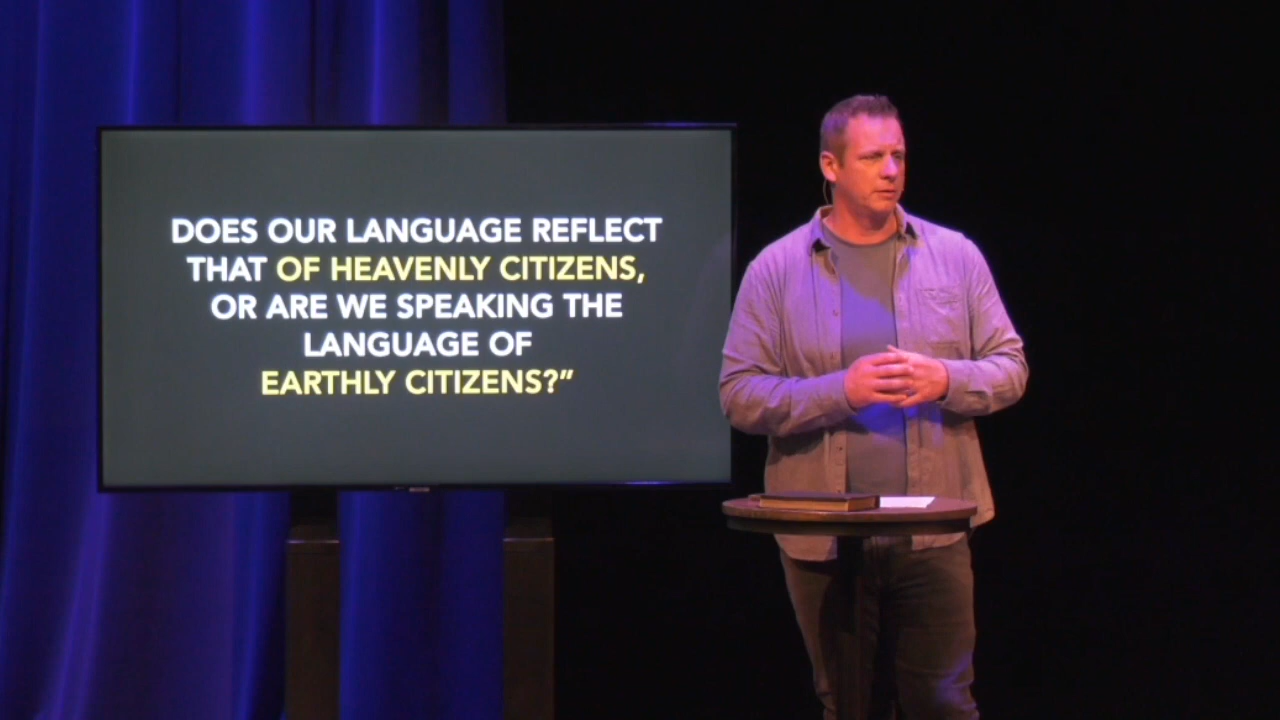 DOES OUR LANGUAGE REFLECT
THAT OF HEAVENLY CITIZENS,
OR ARE WE SPEAKING THE
LANGUAGE OF
EARTHLY CITIZENS?”